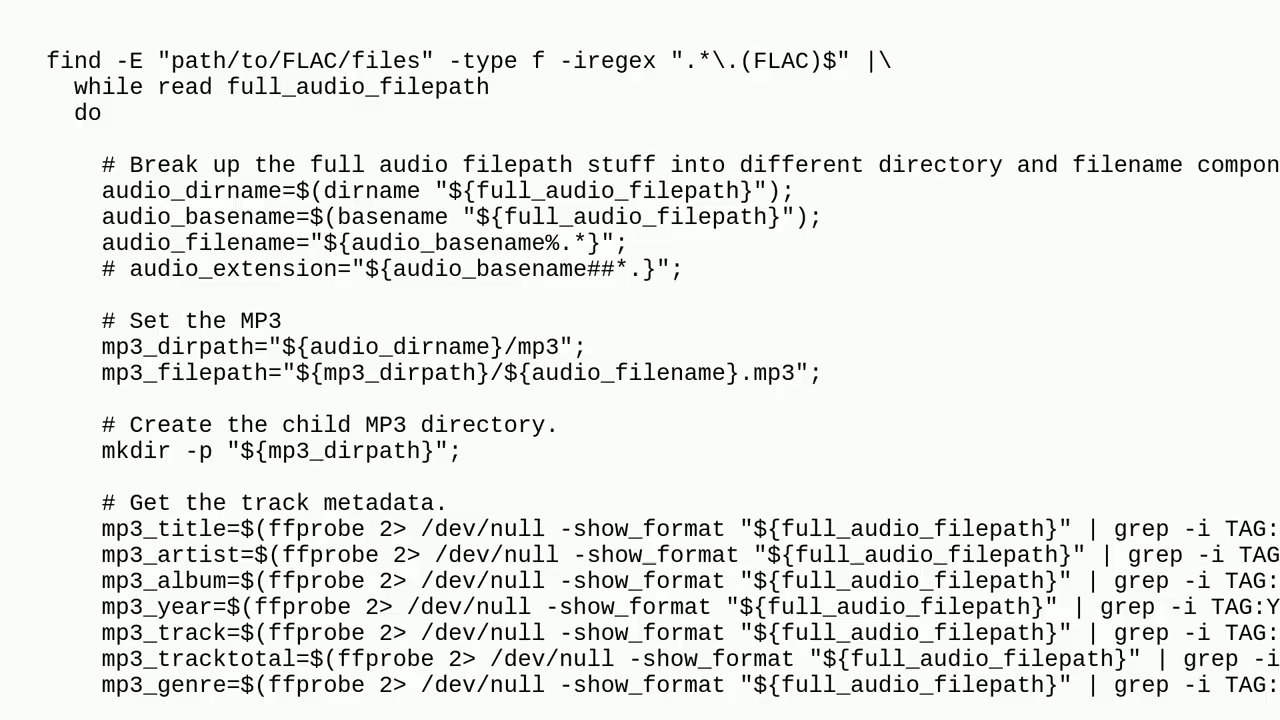 find -E "path/to/FLAC/files" -type f -iregex ".*\.(FLAC)$" |\
  while read full_audio_filepath
  do

    # Break up the full audio filepath stuff into different directory and filename compon
    audio_dirname=$(dirname "${full_audio_filepath}");
    audio_basename=$(basename "${full_audio_filepath}");
    audio_filename="${audio_basename%.*}";
    # audio_extension="${audio_basename##*.}";

    # Set the MP3
    mp3_dirpath="${audio_dirname}/mp3";
    mp3_filepath="${mp3_dirpath}/${audio_filename}.mp3";

    # Create the child MP3 directory.
    mkdir -p "${mp3_dirpath}";

    # Get the track metadata.
    mp3_title=$(ffprobe 2> /dev/null -show_format "${full_audio_filepath}" | grep -i TAG:
    mp3_artist=$(ffprobe 2> /dev/null -show_format "${full_audio_filepath}" | grep -i TAG
    mp3_album=$(ffprobe 2> /dev/null -show_format "${full_audio_filepath}" | grep -i TAG:
    mp3_year=$(ffprobe 2> /dev/null -show_format "${full_audio_filepath}" | grep -i TAG:Y
    mp3_track=$(ffprobe 2> /dev/null -show_format "${full_audio_filepath}" | grep -i TAG:
    mp3_tracktotal=$(ffprobe 2> /dev/null -show_format "${full_audio_filepath}" | grep -i
    mp3_genre=$(ffprobe 2> /dev/null -show_format "${full_audio_filepath}" | grep -i TAG: